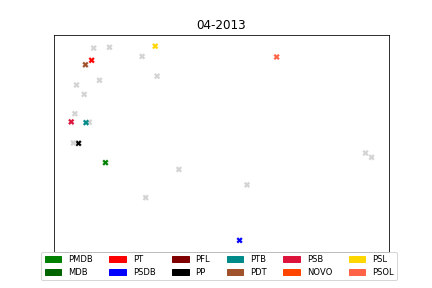 04-2013
PMDB PT PFL PTB PSB PSL
MDB PSDB PP PDT NOVO PSOL